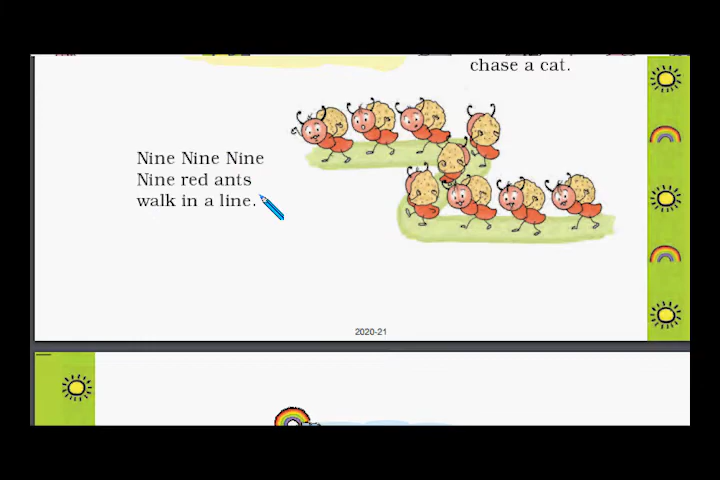 chase a cat.
Nine Nine Nine
Nine red ants
walk in a line.
2020-21